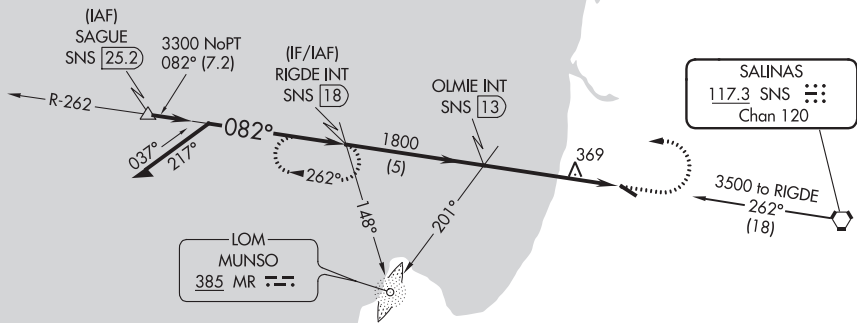 (IAF)
SAGUE
SNS 25.2
3300 NoPT
082° (7.2)
(IF/IAF)
RIGDE INT
SNS 18
OLMIE INT
SNS 13
SALINAS
117.3 SNS
Chan 120
R-262
082°
037°
217°
262°
1800
(5)
369
148°
201°
3500 to RIGDE
262°
(18)
LOM
MUNSO
385 MR